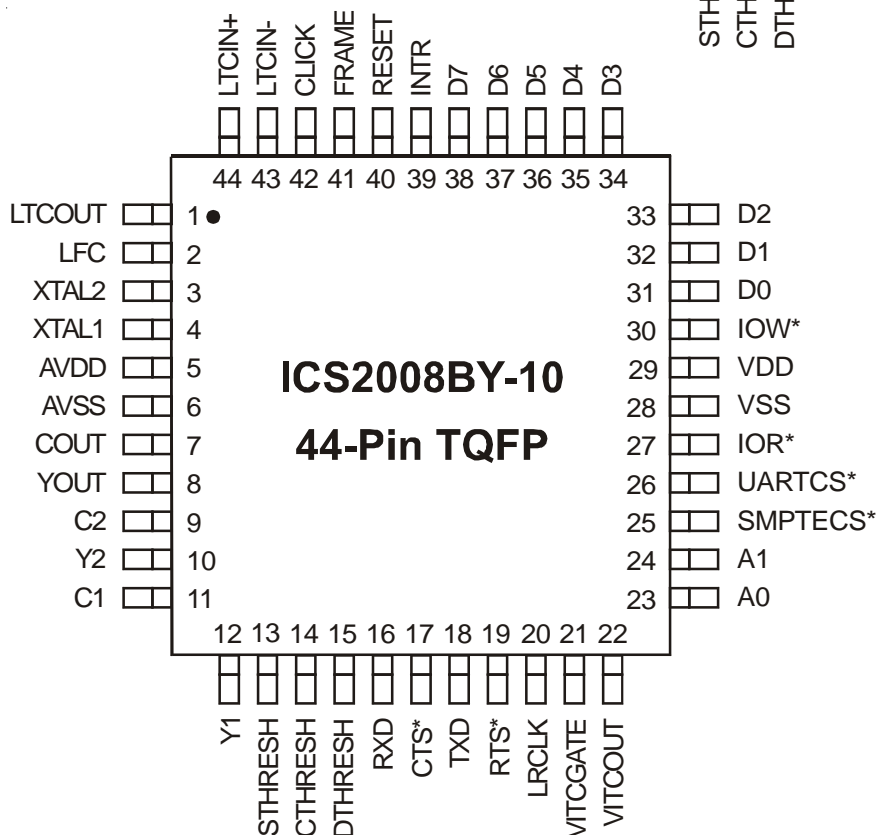 STH
CTH
DTH
LTCIN+
LTCIN-
CLICK
FRAME
RESET
INTR
D7
D6
D5
D4
D3
44 43 42 41 40 39 38 37 36 35 34
LTCOUT 1 33 D2
LFC 2 32 D1
XTAL2 3 31 D0
XTAL1 4 30 IOW*
AVDD 5 29 VDD
AVSS 6 28 VSS
COUT 7 27 IOR*
YOUT 8 26 UARTCS*
C2 9 25 SMPTECS*
Y2 10 24 A1
C1 11 23 A0
ICS2008BY-10
44-Pin TQFP
12 13 14 15 16 17 18 19 20 21 22
Y1
STHRESH
CTHRESH
DTHRESH
RXD
CTS*
TXD
RTS*
LRCLK
VITCGATE
VITCOUT